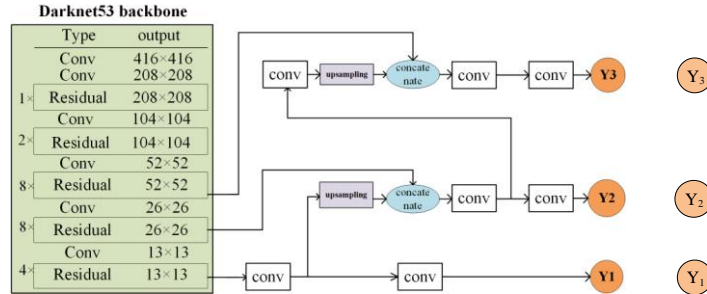 Darknet53 backbone
Type output
Conv 416×416
Conv 208×208
1× Residual 208×208
Conv 104×104
2× Residual 104×104
Conv 52×52
8× Residual 52×52
Conv 26×26
8× Residual 26×26
Conv 13×13
4× Residual 13×13
conv
upsampling
concate
nate
conv
conv
Y3
Y₃
upsampling
concate
nate
conv
conv
Y2
Y₂
conv
conv
Y1
Y₁